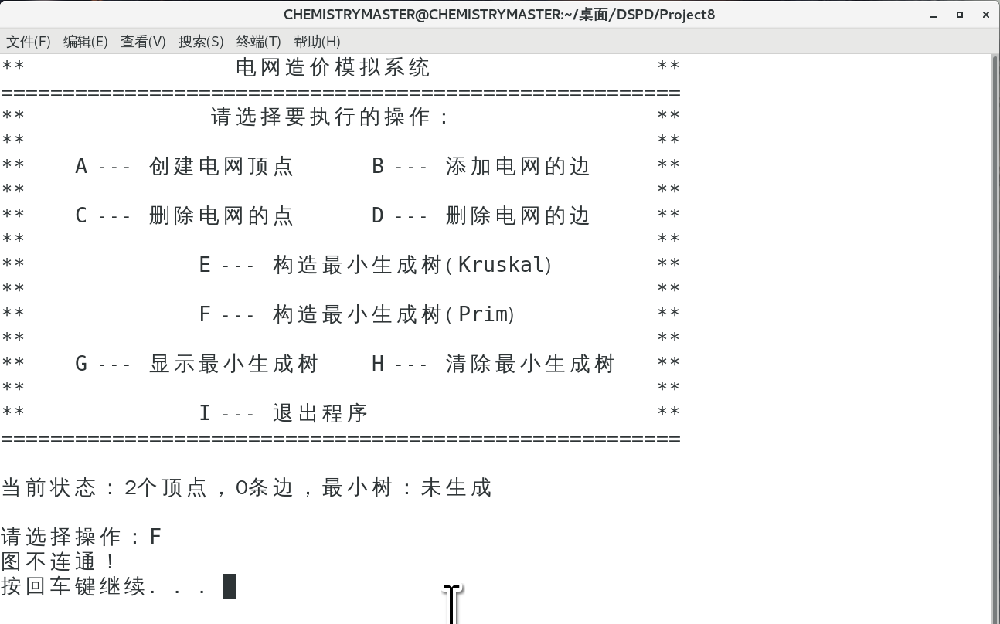 CHEMISTRYMASTER@CHEMISTRYMASTER:~/桌面/DSPD/Project8
文件(F) 编辑(E) 查看(V) 搜索(S) 终端(T) 帮助(H)
** 电网造价模拟系统 **
=======================================================
** 请选择要执行的操作： **
** **
** A --- 创建电网顶点 B --- 添加电网的边 **
** **
** C --- 删除电网的点 D --- 删除电网的边 **
** **
** E --- 构造最小生成树(Kruskal) **
** **
** F --- 构造最小生成树(Prim) **
** **
** G --- 显示最小生成树 H --- 清除最小生成树 **
** **
** I --- 退出程序 **
=======================================================
当前状态：2个顶点，0条边，最小树：未生成
请选择操作：F
图不连通！
按回车键继续. . .